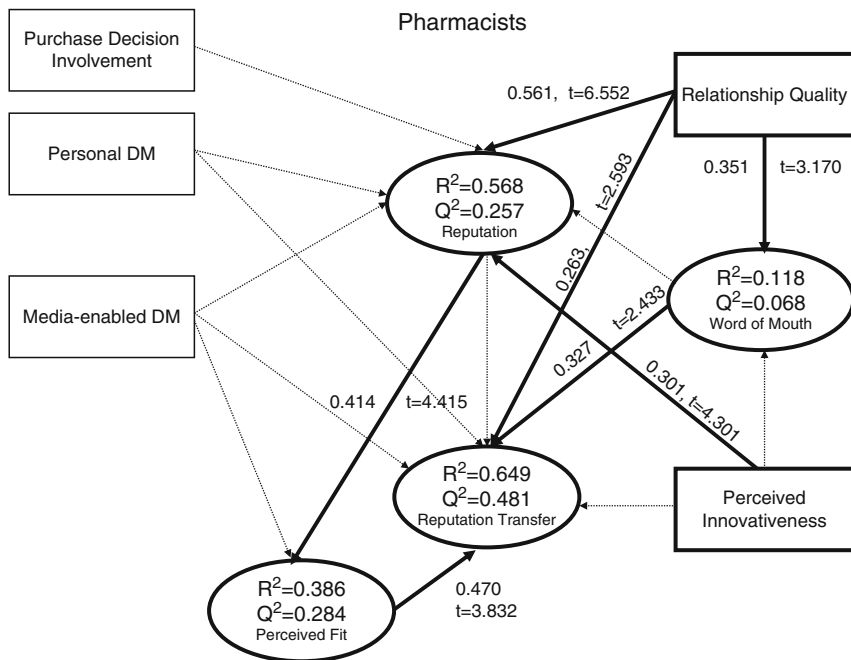 Pharmacists
Purchase Decision
Involvement
Personal DM
Media-enabled DM
Relationship Quality
0.561, t=6.552
0.351 t=3.170
R²=0.568
Q²=0.257
Reputation
0.263, t=2.593
R²=0.118
Q²=0.068
Word of Mouth
0.327 t=2.433
0.301, t=4.301
0.414 t=4.415
R²=0.649
Q²=0.481
Reputation Transfer
Perceived
Innovativeness
R²=0.386
Q²=0.284
Perceived Fit
0.470
t=3.832